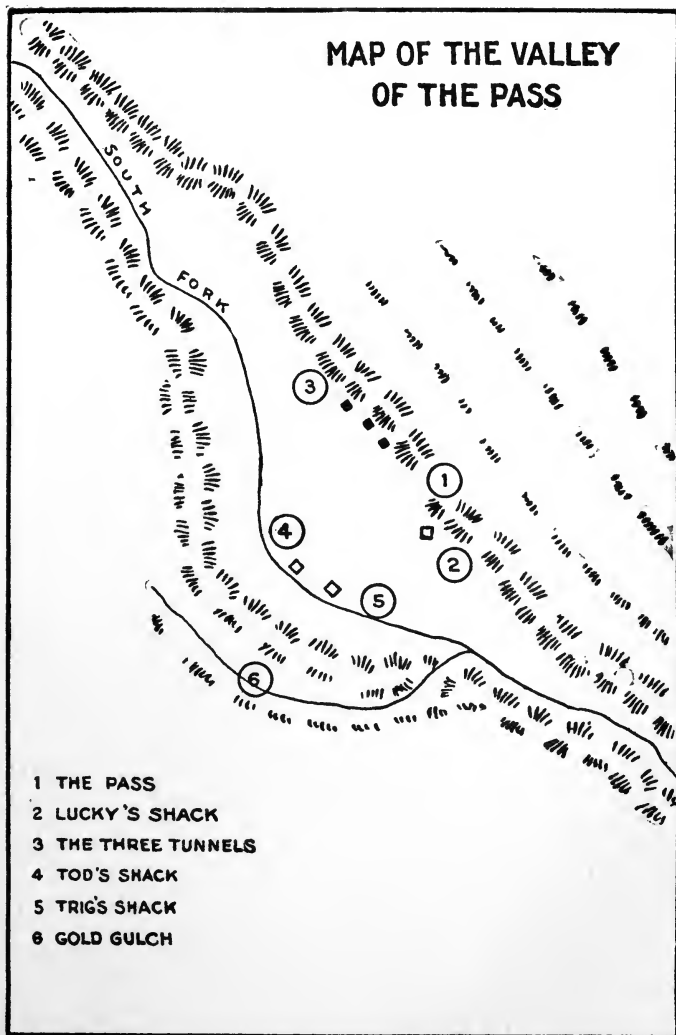 MAP OF THE VALLEY
OF THE PASS
SOUTH
FORK
3
1
4
2
5
6
1 THE PASS
2 LUCKY'S SHACK
3 THE THREE TUNNELS
4 TOD'S SHACK
5 TRIG'S SHACK
6 GOLD GULCH